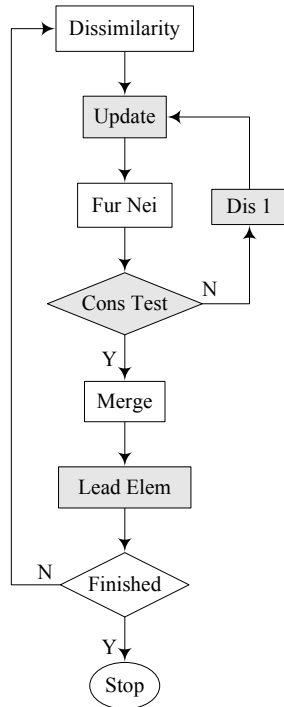 Dissimilarity
Update
Fur Nei
Dis 1
Cons Test
N
Y
Merge
Lead Elem
N
Finished
Y
Stop